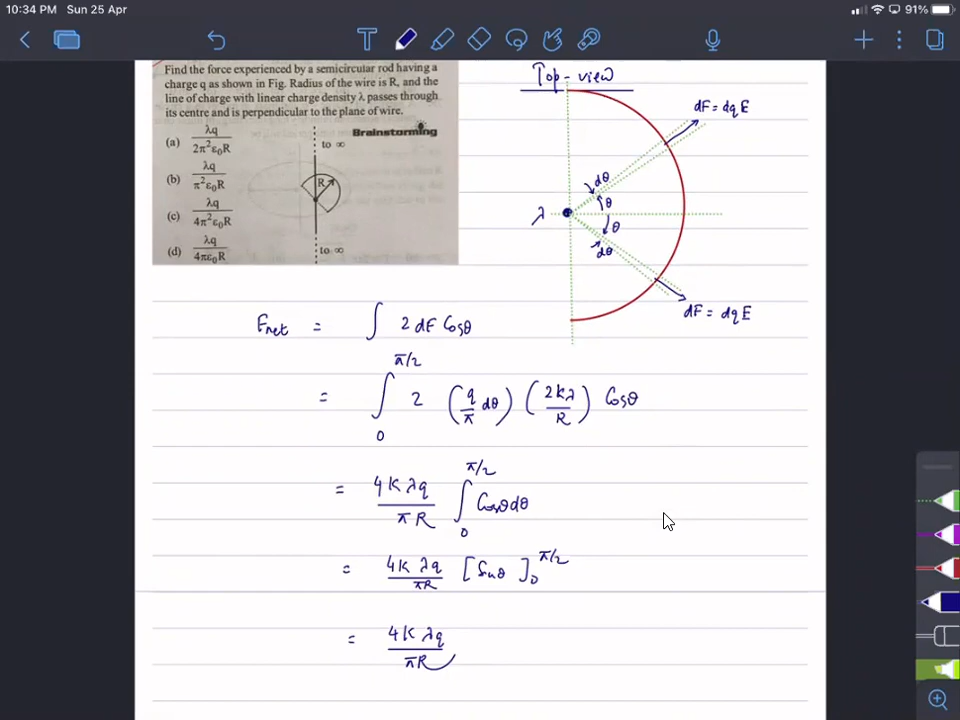 10:34 PM Sun 25 Apr
91%
Find the force experienced by a semicircular rod having a
charge q as shown in Fig. Radius of the wire is R, and the
line of charge with linear charge density λ passes through
its centre and is perpendicular to the plane of wire.
Brainstorming
(a) λq / 2π²ε₀R
(b) λq / π²ε₀R
(c) λq / 4π²ε₀R
(d) λq / 4πε₀R
to ∞
R
to ∞
Top-view
dF = dq E
dθ
θ
λ
θ
dθ
dF = dq E
Fnet = ∫ 2 dF Cosθ
= ∫₀^π/2 2 (q/π dθ) (2kλ/R) Cosθ
= 4kλq/πR ∫₀^π/2 Cosθdθ
= 4kλq/πR [Sinθ]₀^π/2
= 4kλq/πR